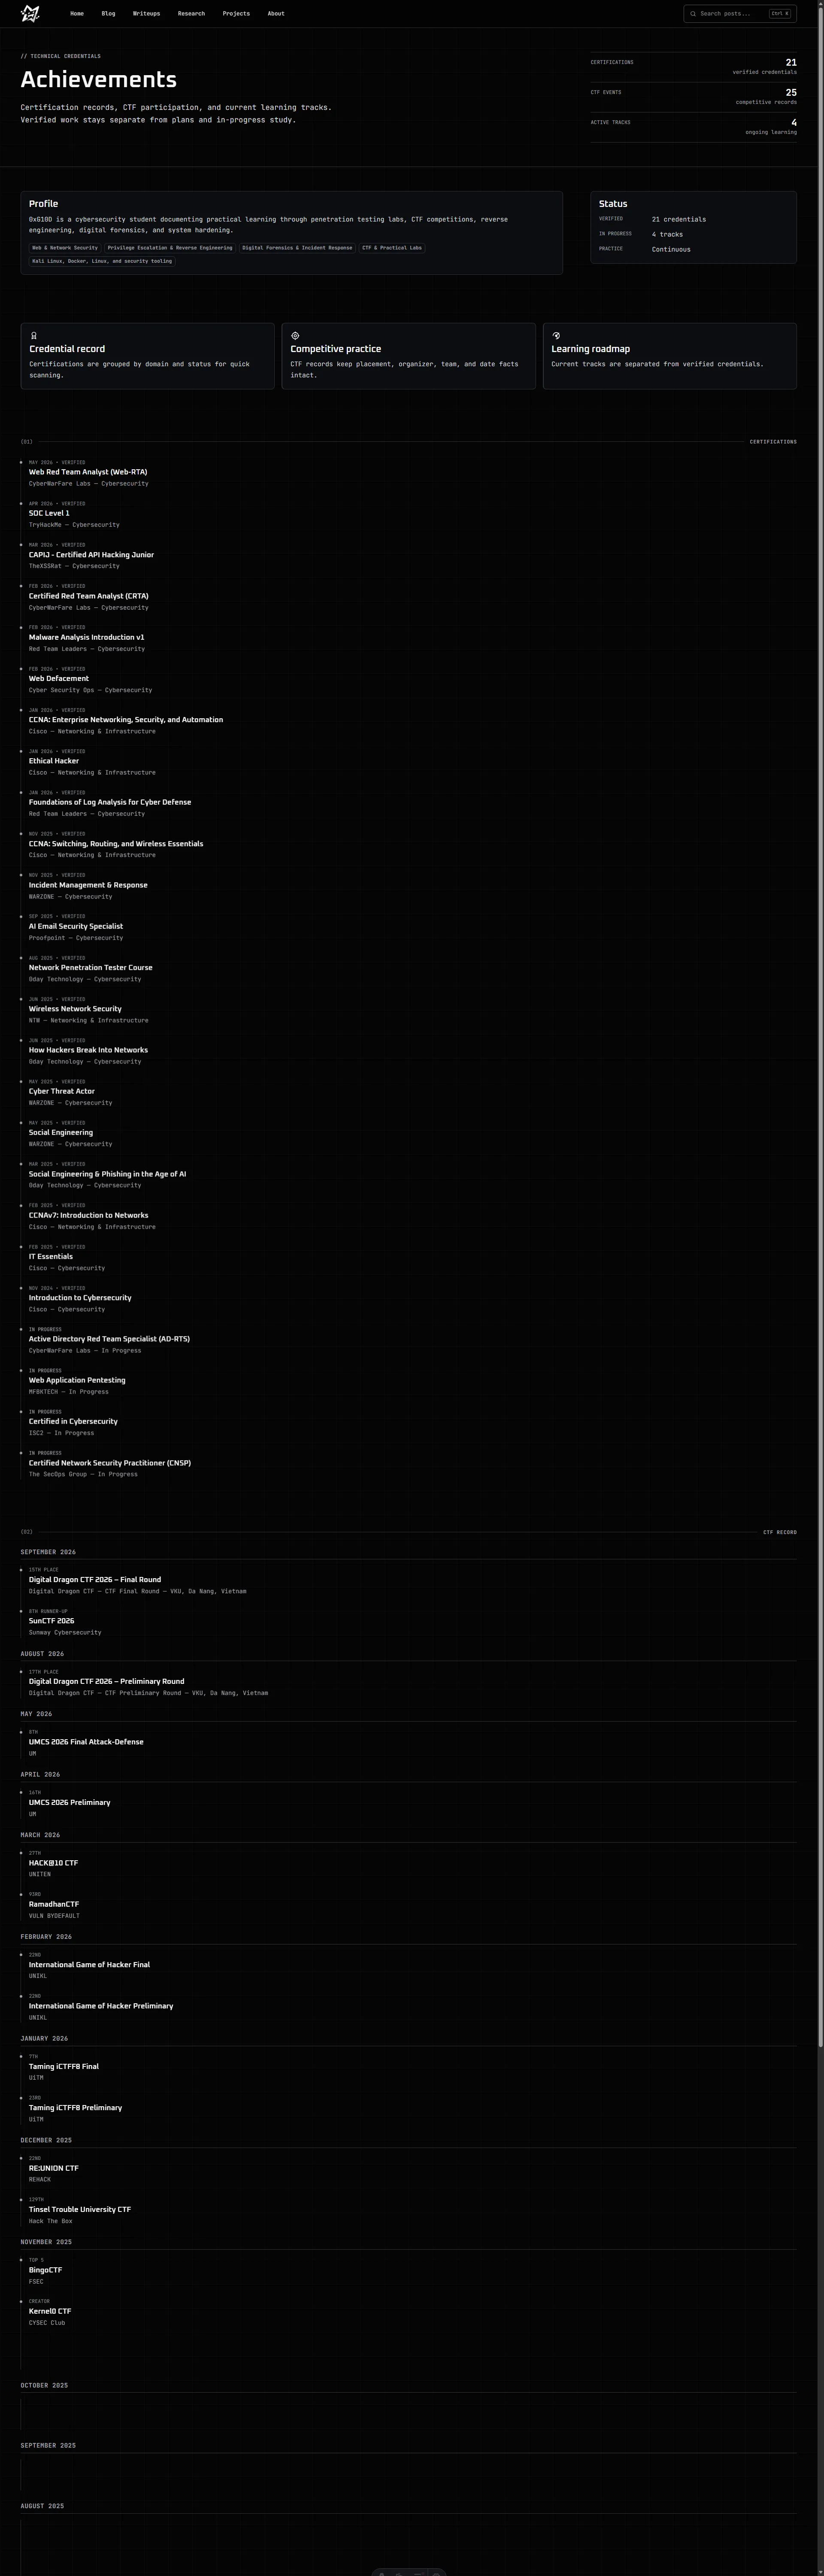 Home
Blog
Writeups
Research
Projects
About
Search posts...
Ctrl K
// TECHNICAL CREDENTIALS
Achievements
Certification records, CTF participation, and current learning tracks.
Verified work stays separate from plans and in-progress study.
CERTIFICATIONS
21
verified credentials
CTF EVENTS
25
competitive records
ACTIVE TRACKS
4
ongoing learning
Profile
0xG10D is a cybersecurity student documenting practical learning through penetration testing labs, CTF competitions, reverse
engineering, digital forensics, and system hardening.
Web & Network Security
Privilege Escalation & Reverse Engineering
Digital Forensics & Incident Response
CTF & Practical Labs
Kali Linux, Docker, Linux, and security tooling
Status
VERIFIED
21 credentials
IN PROGRESS
4 tracks
PRACTICE
Continuous
Credential record
Certifications are grouped by domain and status for quick
scanning.
Competitive practice
CTF records keep placement, organizer, team, and date facts
intact.
Learning roadmap
Current tracks are separated from verified credentials.
(01)
CERTIFICATIONS
MAY 2026 • VERIFIED
Web Red Team Analyst (Web-RTA)
CyberWarFare Labs — Cybersecurity
APR 2026 • VERIFIED
SOC Level 1
TryHackMe — Cybersecurity
MAR 2026 • VERIFIED
CAPIJ - Certified API Hacking Junior
TheXSSRat — Cybersecurity
FEB 2026 • VERIFIED
Certified Red Team Analyst (CRTA)
CyberWarFare Labs — Cybersecurity
FEB 2026 • VERIFIED
Malware Analysis Introduction v1
Red Team Leaders — Cybersecurity
FEB 2026 • VERIFIED
Web Defacement
Cyber Security Ops — Cybersecurity
JAN 2026 • VERIFIED
CCNA: Enterprise Networking, Security, and Automation
Cisco — Networking & Infrastructure
JAN 2026 • VERIFIED
Ethical Hacker
Cisco — Networking & Infrastructure
JAN 2026 • VERIFIED
Foundations of Log Analysis for Cyber Defense
Red Team Leaders — Cybersecurity
NOV 2025 • VERIFIED
CCNA: Switching, Routing, and Wireless Essentials
Cisco — Networking & Infrastructure
NOV 2025 • VERIFIED
Incident Management & Response
WARZONE — Cybersecurity
SEP 2025 • VERIFIED
AI Email Security Specialist
Proofpoint — Cybersecurity
AUG 2025 • VERIFIED
Network Penetration Tester Course
0day Technology — Cybersecurity
JUN 2025 • VERIFIED
Wireless Network Security
NTW — Networking & Infrastructure
JUN 2025 • VERIFIED
How Hackers Break Into Networks
0day Technology — Cybersecurity
MAY 2025 • VERIFIED
Cyber Threat Actor
WARZONE — Cybersecurity
MAY 2025 • VERIFIED
Social Engineering
WARZONE — Cybersecurity
MAR 2025 • VERIFIED
Social Engineering & Phishing in the Age of AI
0day Technology — Cybersecurity
FEB 2025 • VERIFIED
CCNAv7: Introduction to Networks
Cisco — Networking & Infrastructure
FEB 2025 • VERIFIED
IT Essentials
Cisco — Cybersecurity
NOV 2024 • VERIFIED
Introduction to Cybersecurity
Cisco — Cybersecurity
IN PROGRESS
Active Directory Red Team Specialist (AD-RTS)
CyberWarFare Labs — In Progress
IN PROGRESS
Web Application Pentesting
MFBKTECH — In Progress
IN PROGRESS
Certified in Cybersecurity
ISC2 — In Progress
IN PROGRESS
Certified Network Security Practitioner (CNSP)
The SecOps Group — In Progress
(02)
CTF RECORD
SEPTEMBER 2026
15TH PLACE
Digital Dragon CTF 2026 – Final Round
Digital Dragon CTF — CTF Final Round — VKU, Da Nang, Vietnam
8TH RUNNER-UP
SunCTF 2026
Sunway Cybersecurity
AUGUST 2026
17TH PLACE
Digital Dragon CTF 2026 – Preliminary Round
Digital Dragon CTF — CTF Preliminary Round — VKU, Da Nang, Vietnam
MAY 2026
8TH
UMCS 2026 Final Attack-Defense
UM
APRIL 2026
16TH
UMCS 2026 Preliminary
UM
MARCH 2026
27TH
HACK@10 CTF
UNITEN
93RD
RamadhanCTF
VULN BYDEFAULT
FEBRUARY 2026
22ND
International Game of Hacker Final
UNIKL
32ND
International Game of Hacker Preliminary
UNIKL
JANUARY 2026
7TH
Taming iCTFF8 Final
UiTM
23RD
Taming iCTFF8 Preliminary
UiTM
DECEMBER 2025
22ND
RE:UNION CTF
REHACK
129TH
Tinsel Trouble University CTF
Hack The Box
NOVEMBER 2025
TOP 5
BingoCTF
FSEC
CREATOR
Kernel0 CTF
CYSEC Club
OCTOBER 2025
SEPTEMBER 2025
AUGUST 2025